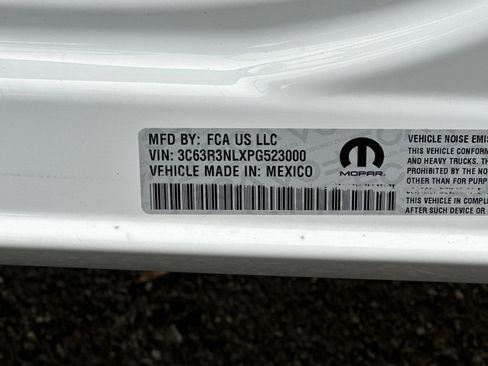 MFD BY: FCA US LLC
VIN: 3C63R3NLXPG523000
VEHICLE MADE IN: MEXICO
MOPAR
VEHICLE NOISE EMIS
THIS VEHICLE CONFORM
AND HEAVY TRUCKS, TH
PROHIBITED BY THE NO
OTHER THAN FOR PURP
THIS VEHICLE IN COMPL
AFTER SUCH DEVICE OR